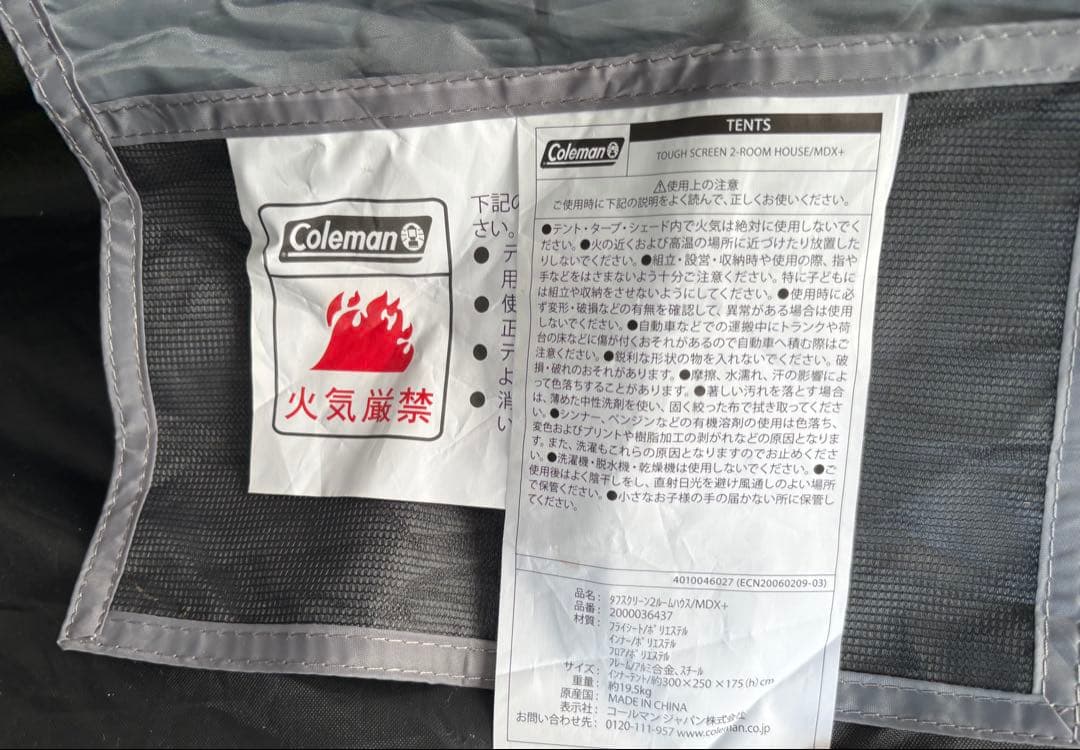 Coleman
火気厳禁
下記の
さい。
●テ
用
●使
正
●テ
よ
●消
い
TENTS
Coleman
TOUGH SCREEN 2-ROOM HOUSE/MDX+
⚠使用上の注意
ご使用時に下記の説明をよく読んで、正しくお使いください。
●テント・タープ・シェード内で火気は絶対に使用しないでく
ださい。●火の近くおよび高温の場所に近づけたり放置した
りしないでください。●組立・設営・収納時や使用の際、指や
手などをはさまないよう十分ご注意ください。特に子どもに
は組立や収納をさせないようにしてください。●使用時に必
ず変形・破損などの有無を確認して、異常がある場合は使用
しないでください。●自動車などでの運搬中にトランクや荷
台の床などに傷が付くおそれがあるので自動車へ積む際はご
注意ください。●鋭利な形状の物を入れないでください。破
損・破れのおそれがあります。●摩擦、水濡れ、汗の影響によ
って色落ちすることがあります。●著しい汚れを落とす場合
は、薄めた中性洗剤を使い、固く絞った布で拭き取ってくださ
い。●シンナー、ベンジンなどの有機溶剤の使用は色落ち、
変色およびプリントや樹脂加工の剥がれなどの原因となりま
す。また、洗濯もこれらの原因となりますのでお止めくださ
い。●洗濯機・脱水機・乾燥機は使用しないでください。●ご
使用後はよく陰干しをし、直射日光を避け風通しのよい場所
で保管ください。●小さなお子様の手の届かない所に保管し
てください。
4010046027 (ECN20060209-03)
品名: タフスクリーン2ルームハウス/MDX+
品番: 2000036437
材質: フライシート/ポリエステル
インナー/ポリエステル
フロア/ポリエステル
フレーム/アルミ合金、スチール
サイズ: インナーテント/約300×250×175(h)cm
重量: 約19.5kg
原産国: MADE IN CHINA
表示社: コールマン ジャパン株式会社
お問い合わせ先: 0120-111-957 www.coleman.co.jp